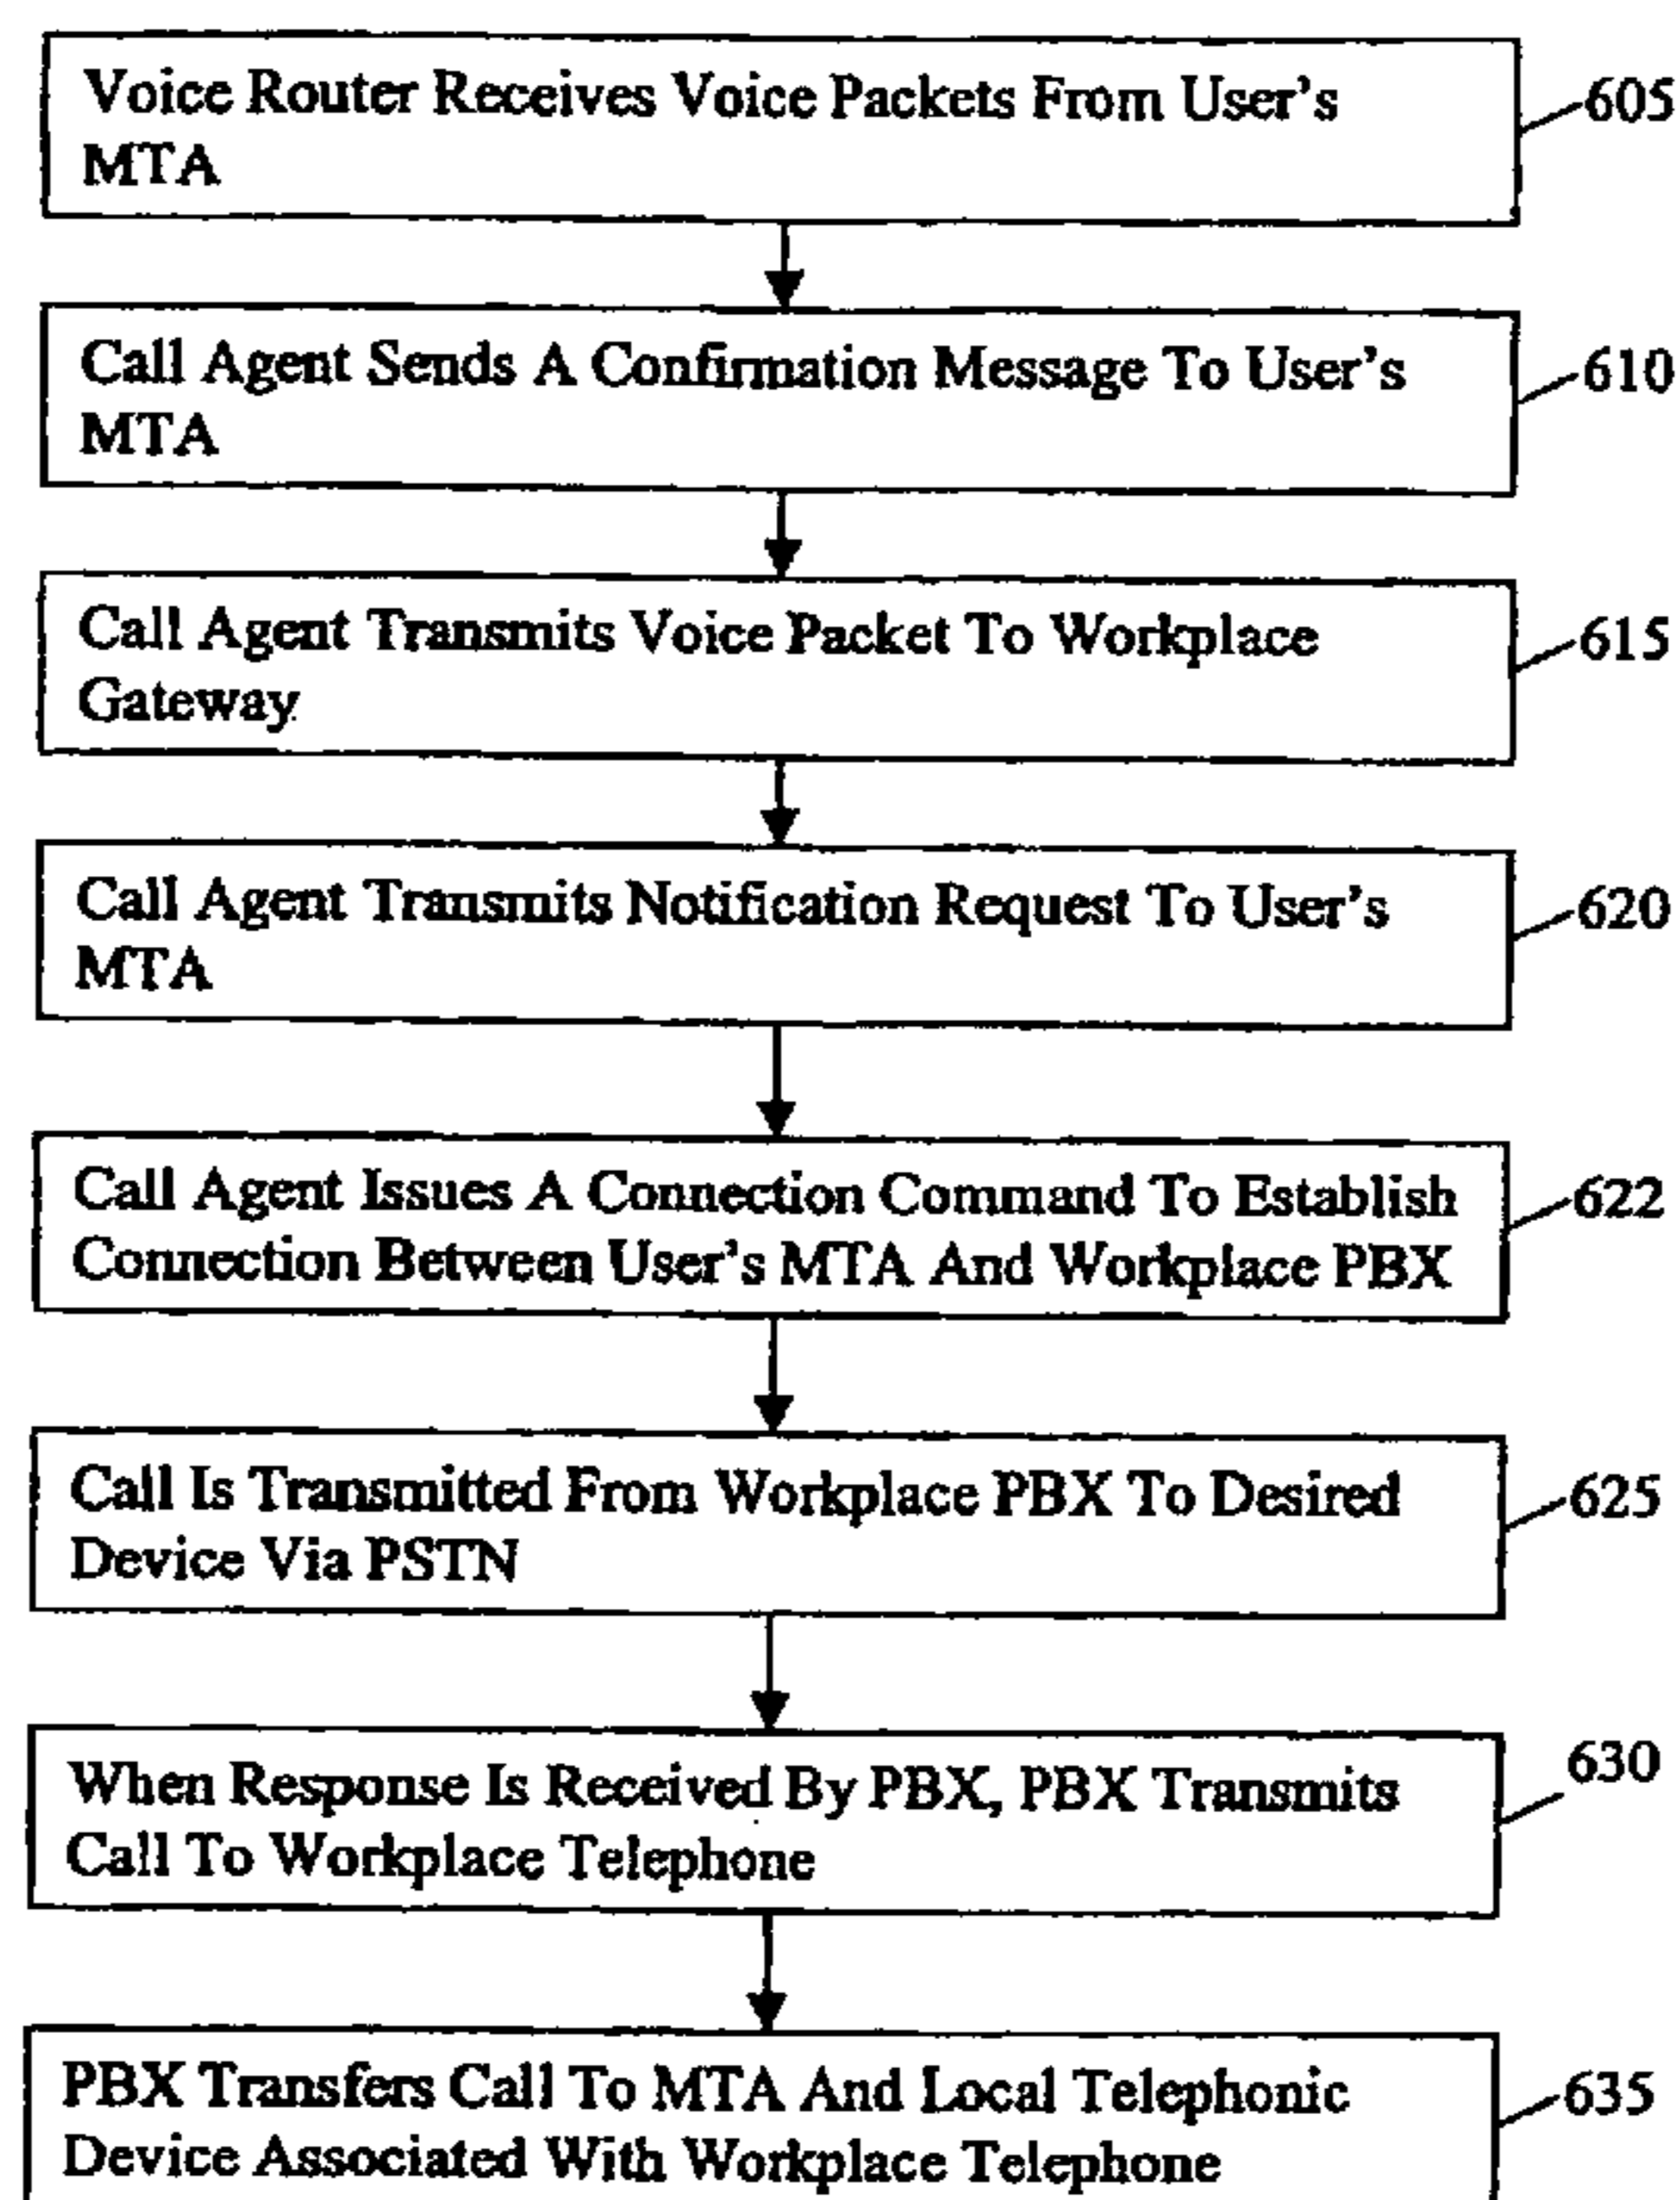 Voice Router Receives Voice Packets From User's
MTA
605
Call Agent Sends A Confirmation Message To User's
MTA
610
Call Agent Transmits Voice Packet To Workplace
Gateway
615
Call Agent Transmits Notification Request To User's
MTA
620
Call Agent Issues A Connection Command To Establish
Connection Between User's MTA And Workplace PBX
622
Call Is Transmitted From Workplace PBX To Desired
Device Via PSTN
625
When Response Is Received By PBX, PBX Transmits
Call To Workplace Telephone
630
PBX Transfers Call To MTA And Local Telephonic
Device Associated With Workplace Telephone
635